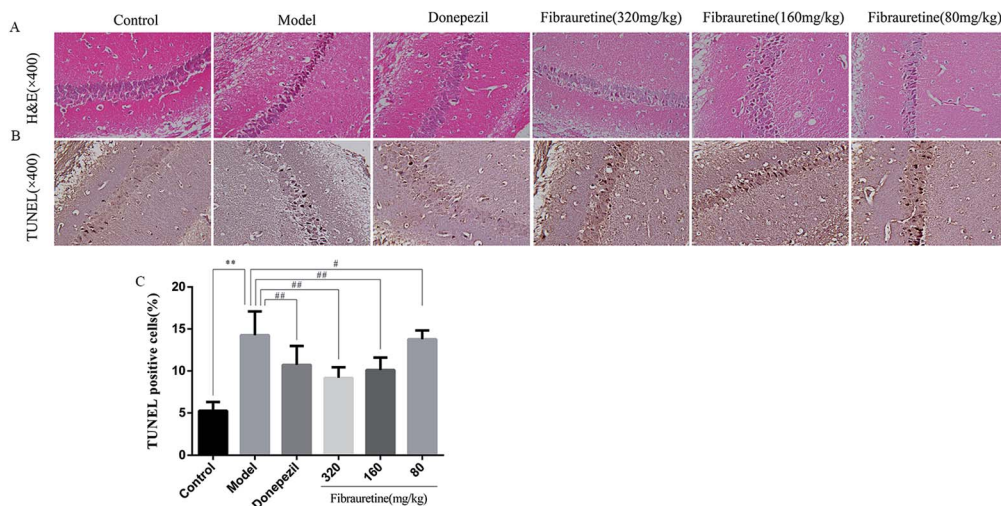 A
Control
Model
Donepezil
Fibrauretine(320mg/kg)
Fibrauretine(160mg/kg)
Fibrauretine(80mg/kg)
H&E(×400)
B
TUNEL(×400)
C
TUNEL positive cells(%)
20
15
10
5
0
**
#
##
##
##
Control
Model
Donepezil
320
160
80
Fibrauretine(mg/kg)